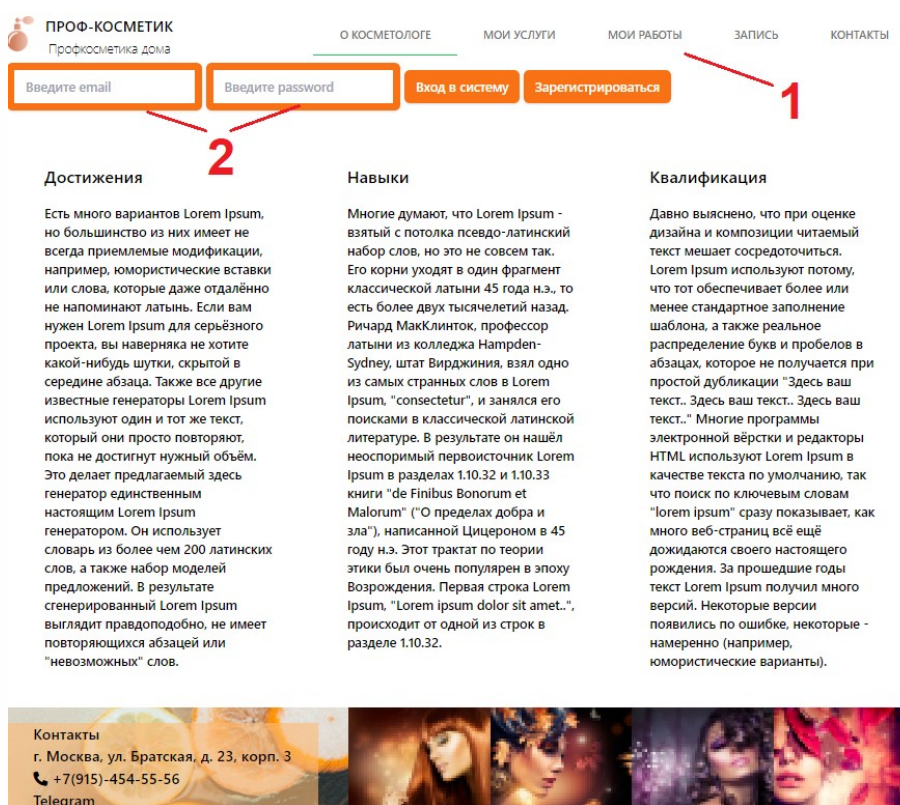 ПРОФ-КОСМЕТИК
Профкосметика дома
О КОСМЕТОЛОГЕ
МОИ УСЛУГИ
МОИ РАБОТЫ
ЗАПИСЬ
КОНТАКТЫ
Введите email
Введите password
Вход в систему
Зарегистрироваться
1
2
Достижения
Есть много вариантов Lorem Ipsum,
но большинство из них имеет не
всегда приемлемые модификации,
например, юмористические вставки
или слова, которые даже отдалённо
не напоминают латынь. Если вам
нужен Lorem Ipsum для серьёзного
проекта, вы наверняка не хотите
какой-нибудь шутки, скрытой в
середине абзаца. Также все другие
известные генераторы Lorem Ipsum
используют один и тот же текст,
который они просто повторяют,
пока не достигнут нужный объём.
Это делает предлагаемый здесь
генератор единственным
настоящим Lorem Ipsum
генератором. Он использует
словарь из более чем 200 латинских
слов, а также набор моделей
предложений. В результате
сгенерированный Lorem Ipsum
выглядит правдоподобно, не имеет
повторяющихся абзацей или
"невозможных" слов.
Навыки
Многие думают, что Lorem Ipsum -
взятый с потолка псевдо-латинский
набор слов, но это не совсем так.
Его корни уходят в один фрагмент
классической латыни 45 года н.э., то
есть более двух тысячелетий назад.
Ричард МакКлинток, профессор
латыни из колледжа Hampden-
Sydney, штат Вирджиния, взял одно
из самых странных слов в Lorem
Ipsum, "consectetur", и занялся его
поисками в классической латинской
литературе. В результате он нашёл
неоспоримый первоисточник Lorem
Ipsum в разделах 1.10.32 и 1.10.33
книги "de Finibus Bonorum et
Malorum" ("О пределах добра и
зла"), написанной Цицероном в 45
году н.э. Этот трактат по теории
этики был очень популярен в эпоху
Возрождения. Первая строка Lorem
Ipsum, "Lorem ipsum dolor sit amet..",
происходит от одной из строк в
разделе 1.10.32.
Квалификация
Давно выяснено, что при оценке
дизайна и композиции читаемый
текст мешает сосредоточиться.
Lorem Ipsum используют потому,
что тот обеспечивает более или
менее стандартное заполнение
шаблона, а также реальное
распределение букв и пробелов в
абзацах, которое не получается при
простой дубликации "Здесь ваш
текст.. Здесь ваш текст.. Здесь ваш
текст.." Многие программы
электронной вёрстки и редакторы
HTML используют Lorem Ipsum в
качестве текста по умолчанию, так
что поиск по ключевым словам
"lorem ipsum" сразу показывает, как
много веб-страниц всё ещё
дожидаются своего настоящего
рождения. За прошедшие годы
текст Lorem Ipsum получил много
версий. Некоторые версии
появились по ошибке, некоторые -
намеренно (например,
юмористические варианты).
Контакты
г. Москва, ул. Братская, д. 23, корп. 3
+7(915)-454-55-56
Telegram